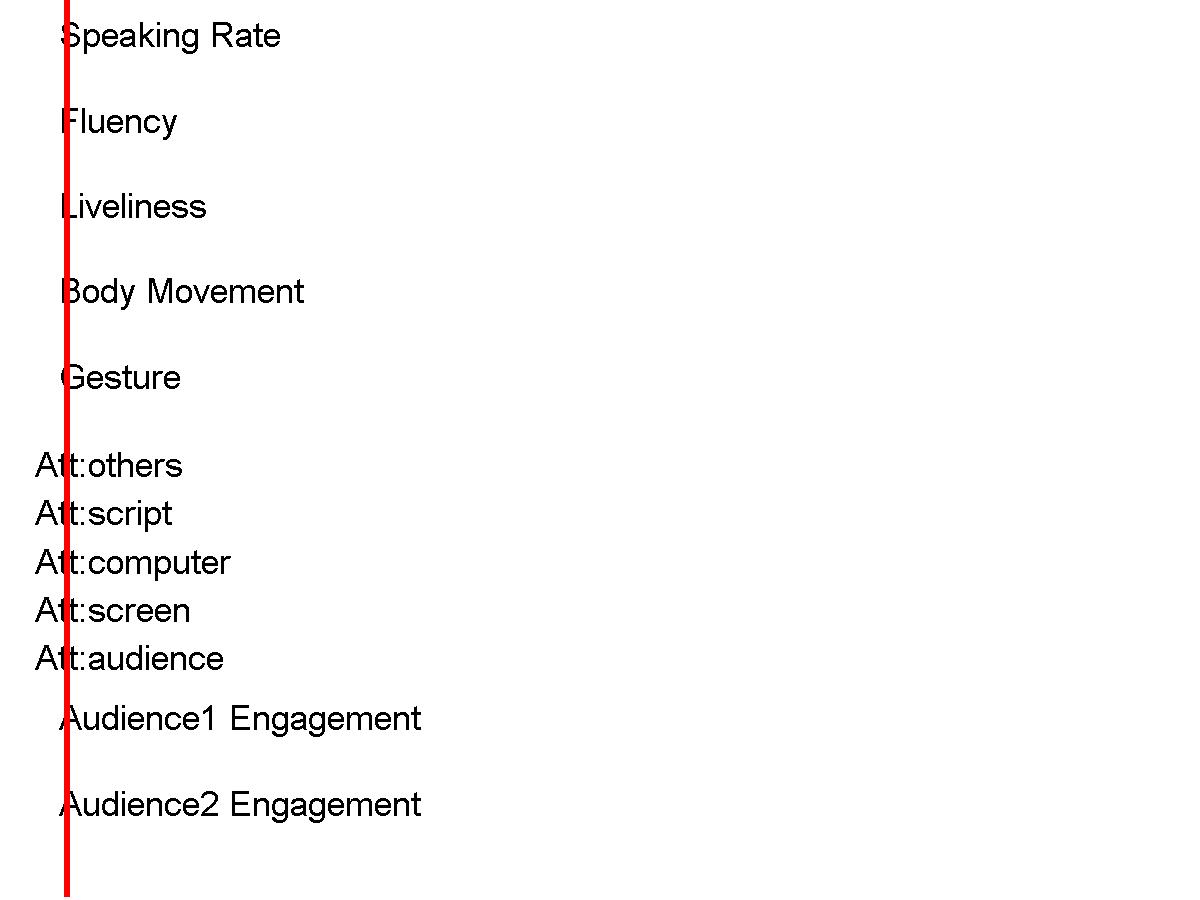 Speaking Rate
Fluency
Liveliness
Body Movement
Gesture
Att:others
Att:script
Att:computer
Att:screen
Att:audience
Audience1 Engagement
Audience2 Engagement